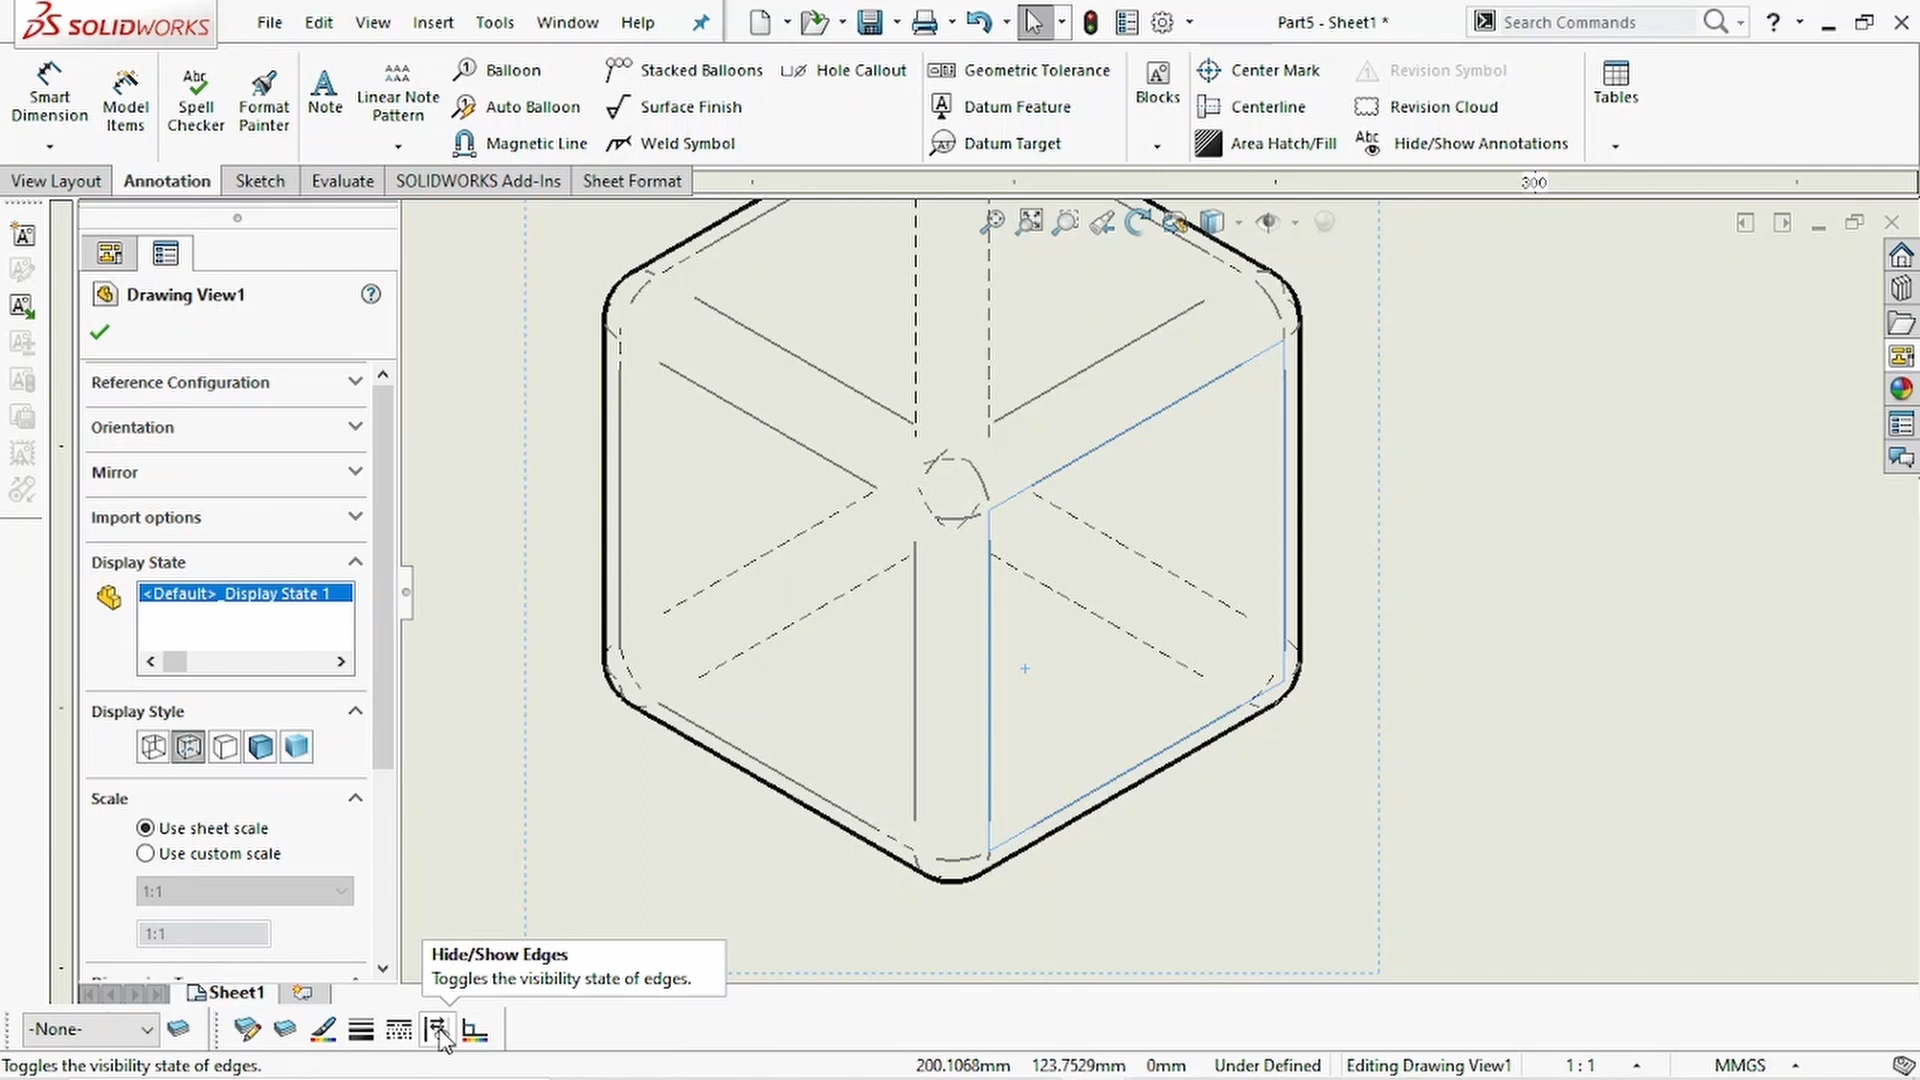 SOLIDWORKS
File Edit View Insert Tools Window Help
Part5 - Sheet1 *
Search Commands
?
Smart Dimension
Model Items
Abc
Spell Checker
Format Painter
A
Note
AAA
AAA
Linear Note Pattern
1 Balloon
Auto Balloon
Magnetic Line
Stacked Balloons
Surface Finish
Weld Symbol
Hole Callout
Geometric Tolerance
A Datum Feature
Datum Target
A
Blocks
Center Mark
Centerline
Area Hatch/Fill
Revision Symbol
Revision Cloud
Abc Hide/Show Annotations
Tables
View Layout Annotation Sketch Evaluate SOLIDWORKS Add-Ins Sheet Format
300
Drawing View1
?
Reference Configuration
Orientation
Mirror
Import options
Display State
<Default>_Display State 1
Display Style
Scale
Use sheet scale
Use custom scale
1:1
1:1
Hide/Show Edges
Toggles the visibility state of edges.
Sheet1
-None-
Toggles the visibility state of edges.
200.1068mm 123.7529mm 0mm Under Defined Editing Drawing View1 1 : 1 MMGS